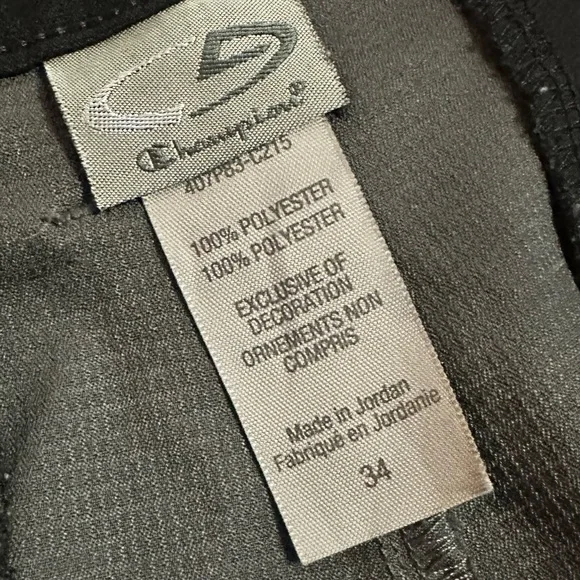 Champion®
407P83-C215
100% POLYESTER
100% POLYESTER
EXCLUSIVE OF
DECORATION
ORNEMENTS NON
COMPRIS
Made in Jordan
Fabriqué en Jordanie
34